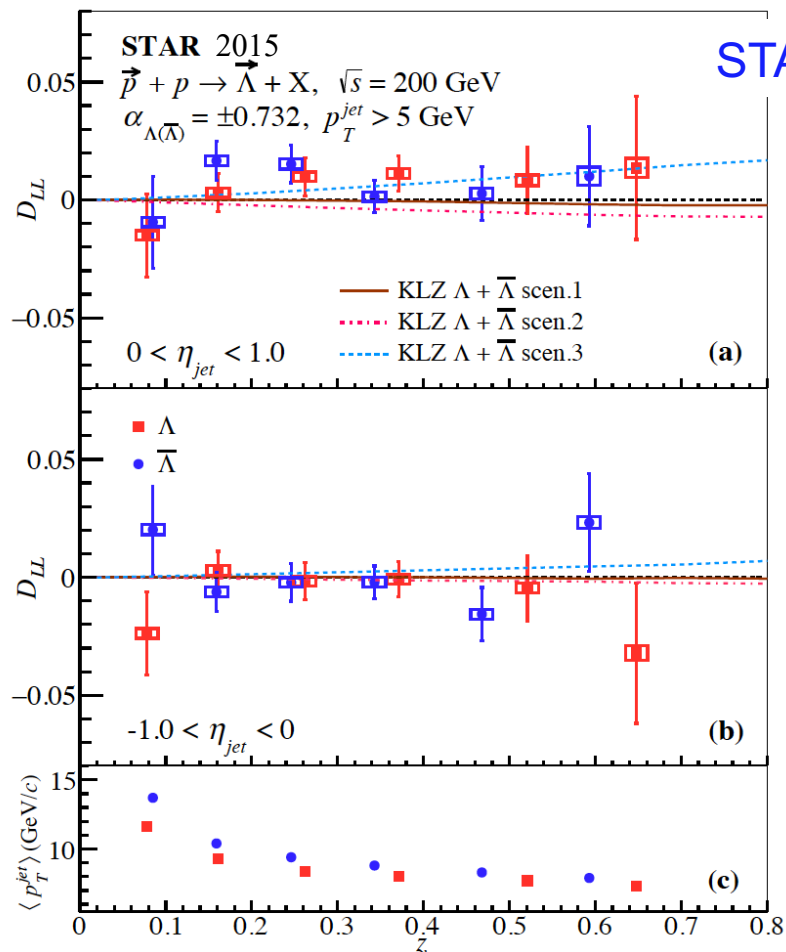 STAR 2015
STA
p⃗ + p → Λ⃗ + X, √s = 200 GeV
α_Λ(Λ̅) = ±0.732, p_T^jet > 5 GeV
0.05
0
−0.05
D_LL
KLZ Λ + Λ̅ scen.1
KLZ Λ + Λ̅ scen.2
KLZ Λ + Λ̅ scen.3
0 < η_jet < 1.0
(a)
Λ
Λ̅
0.05
0
−0.05
D_LL
-1.0 < η_jet < 0
(b)
15
10
⟨ p_T^jet ⟩ (GeV/c)
(c)
0 0.1 0.2 0.3 0.4 0.5 0.6 0.7 0.8
z